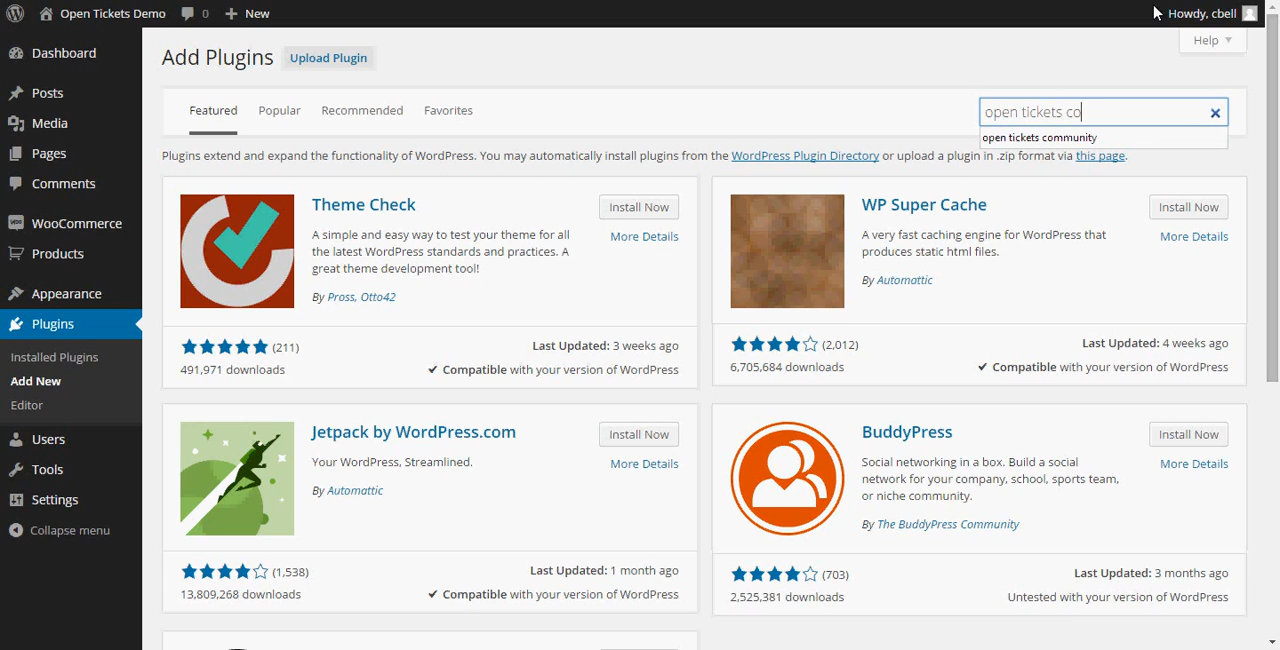 Open Tickets Demo 0 New Howdy, cbell
Dashboard
Posts
Media
Pages
Comments
WooCommerce
Products
Appearance
Plugins
Installed Plugins
Add New
Editor
Users
Tools
Settings
Collapse menu
Help
Add Plugins Upload Plugin
Featured Popular Recommended Favorites
open tickets co
open tickets community
Plugins extend and expand the functionality of WordPress. You may automatically install plugins from the WordPress Plugin Directory or upload a plugin in .zip format via this page.
Theme Check
Install Now
More Details
A simple and easy way to test your theme for all
the latest WordPress standards and practices. A
great theme development tool!
By Pross, Otto42
(211)
491,971 downloads
Last Updated: 3 weeks ago
Compatible with your version of WordPress
WP Super Cache
Install Now
More Details
A very fast caching engine for WordPress that
produces static html files.
By Automattic
(2,012)
6,705,684 downloads
Last Updated: 4 weeks ago
Compatible with your version of WordPress
Jetpack by WordPress.com
Install Now
More Details
Your WordPress, Streamlined.
By Automattic
(1,538)
13,809,268 downloads
Last Updated: 1 month ago
Compatible with your version of WordPress
BuddyPress
Install Now
More Details
Social networking in a box. Build a social
network for your company, school, sports team,
or niche community.
By The BuddyPress Community
(703)
2,525,381 downloads
Last Updated: 3 months ago
Untested with your version of WordPress